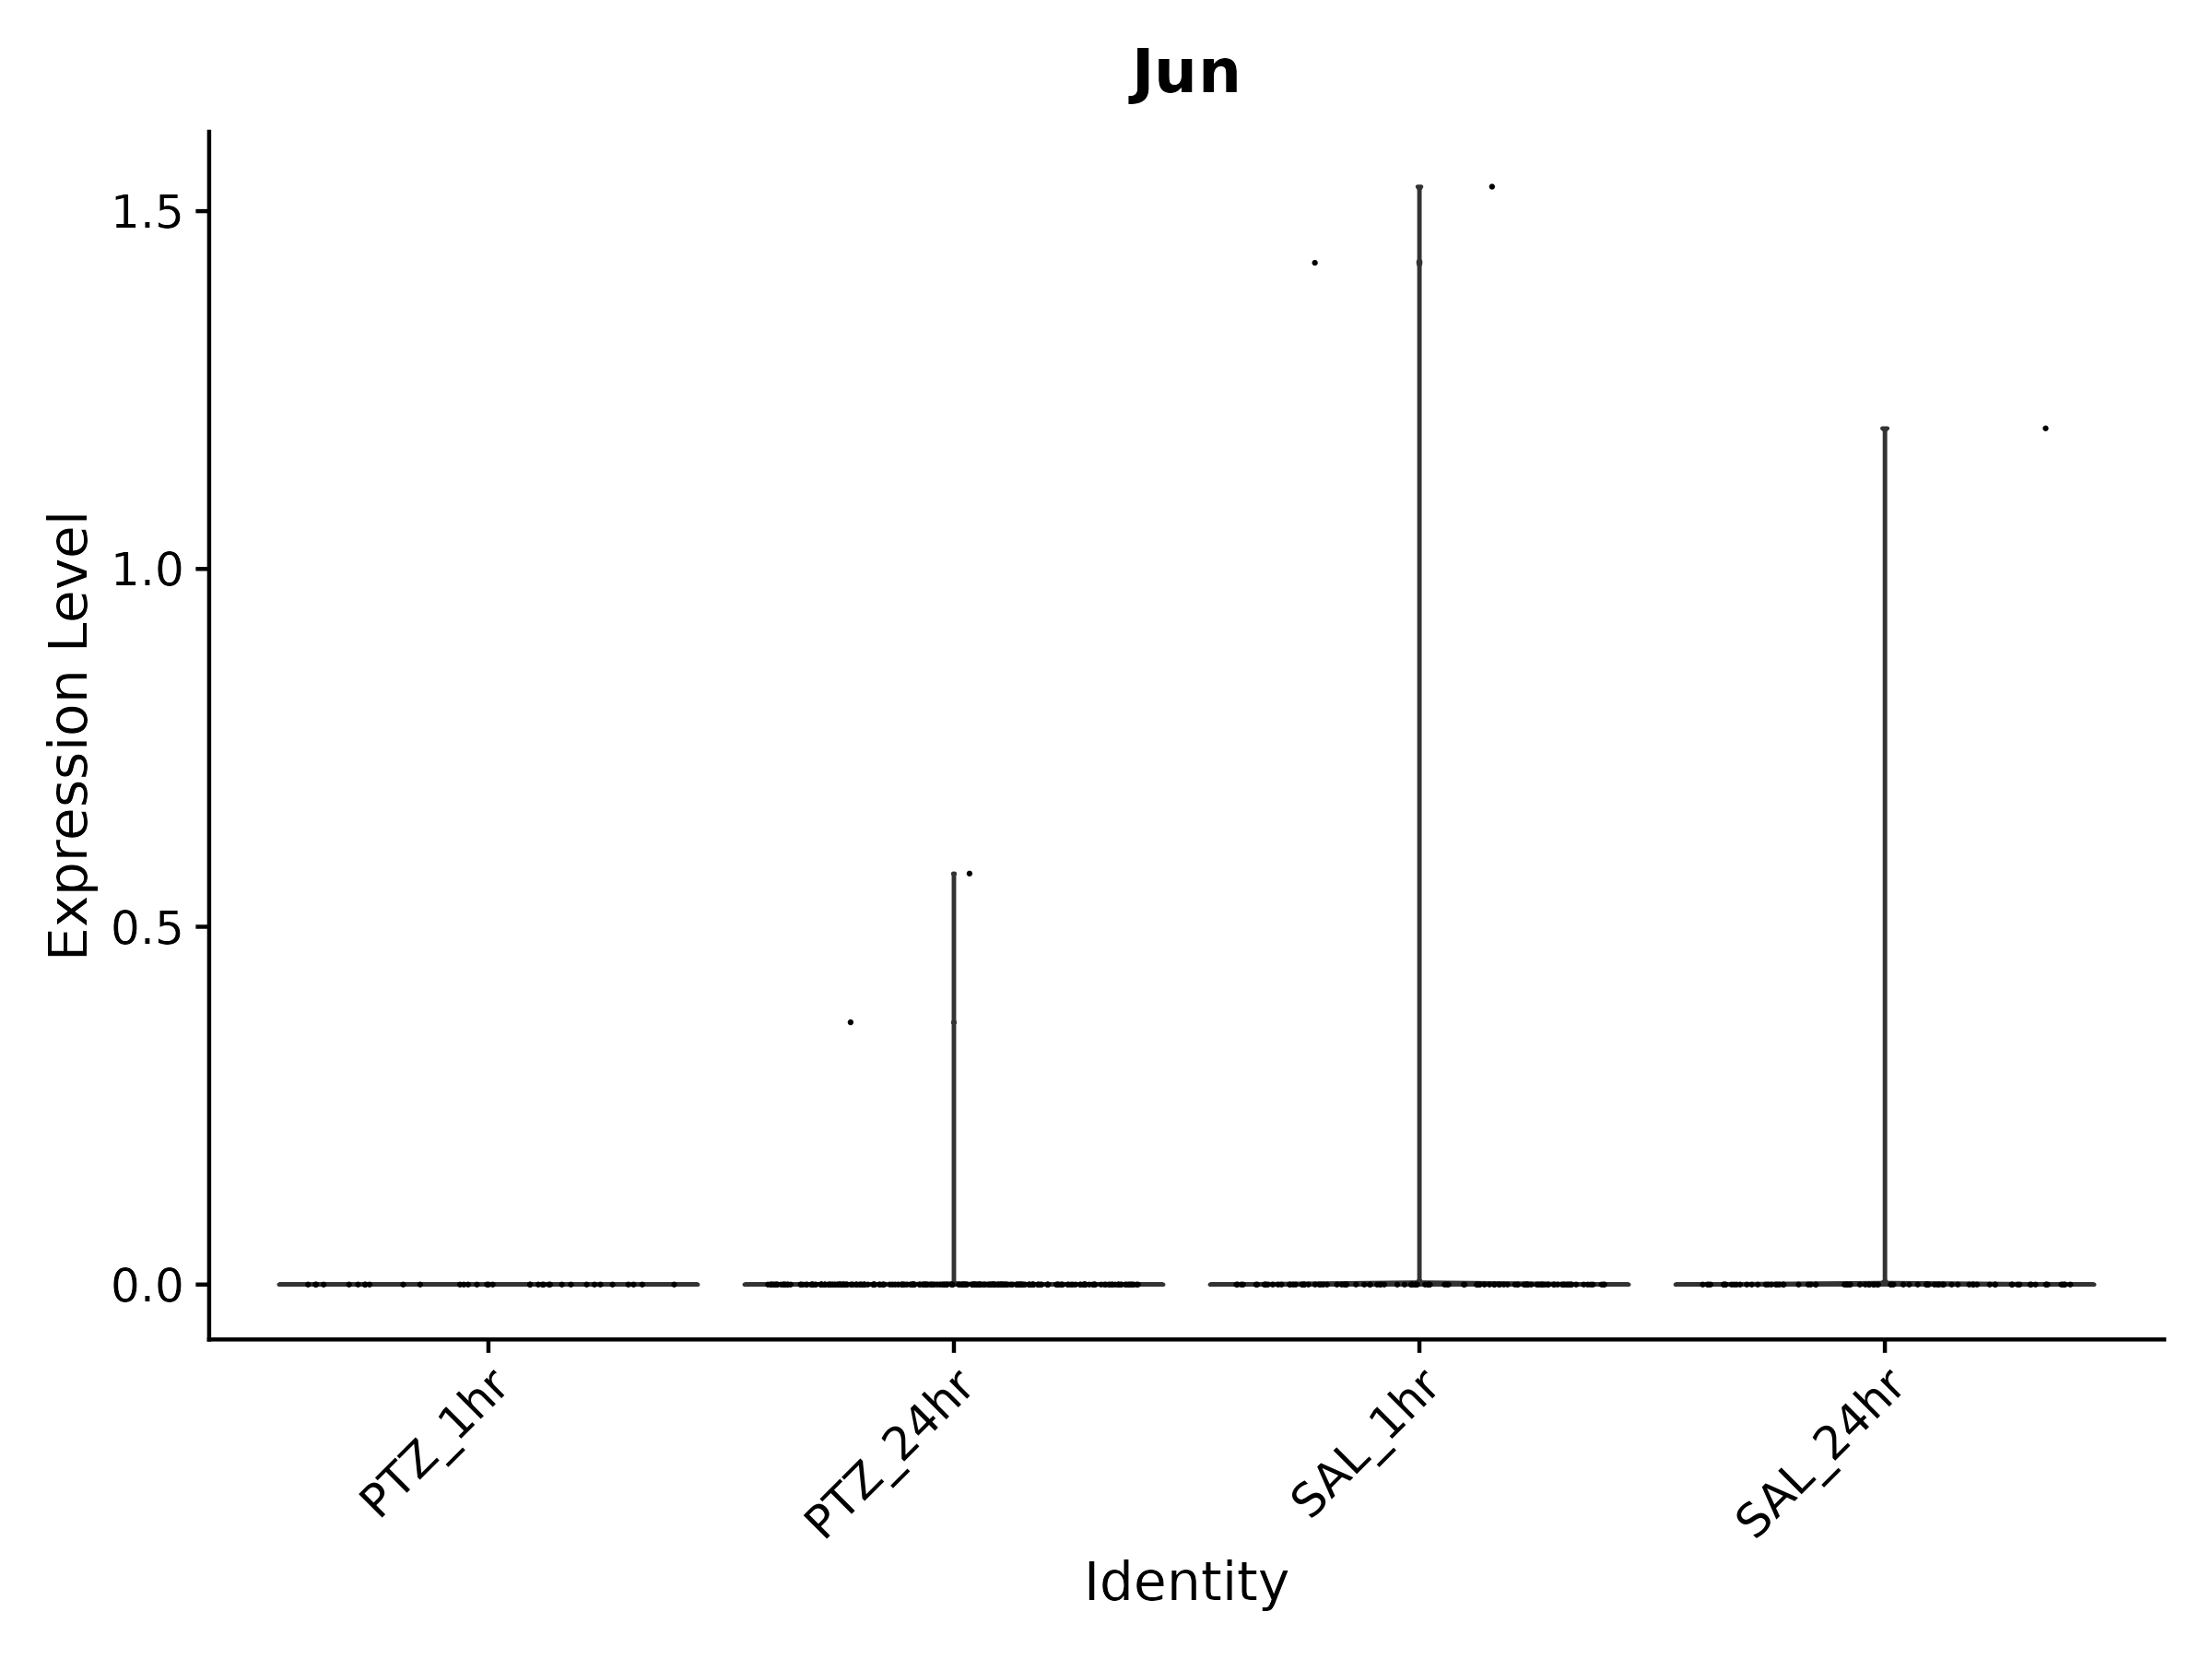 Jun
Expression Level
1.5
1.0
0.5
0.0
PTZ_1hr
PTZ_24hr
SAL_1hr
SAL_24hr
Identity